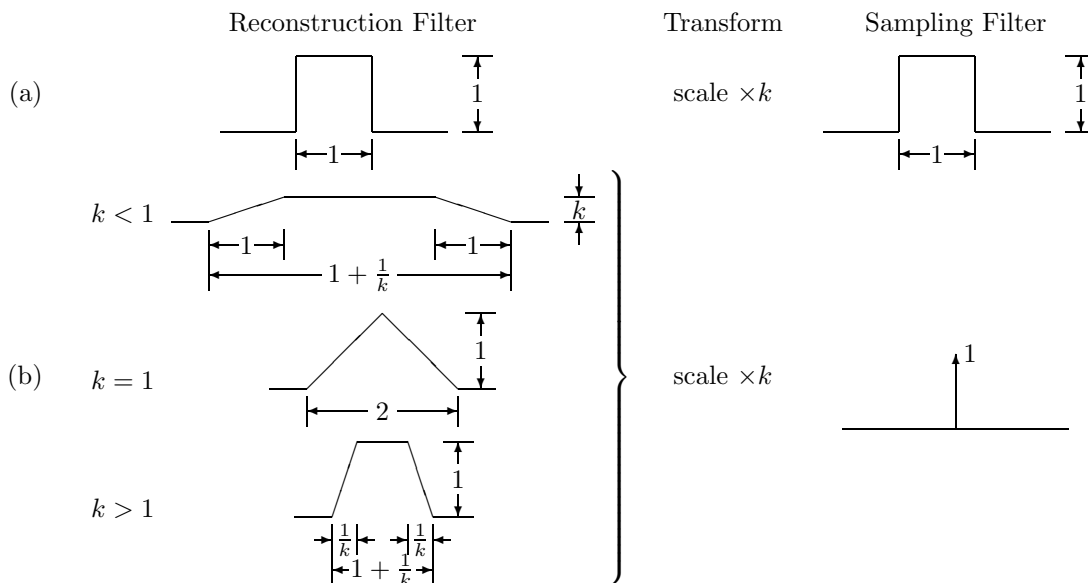 Reconstruction Filter Transform Sampling Filter
(a) 1 scale ×k 1
1 1
k < 1 k
1 1
1 + 1/k
(b) k = 1 1 scale ×k 1
2
k > 1 1
1/k 1/k
1 + 1/k